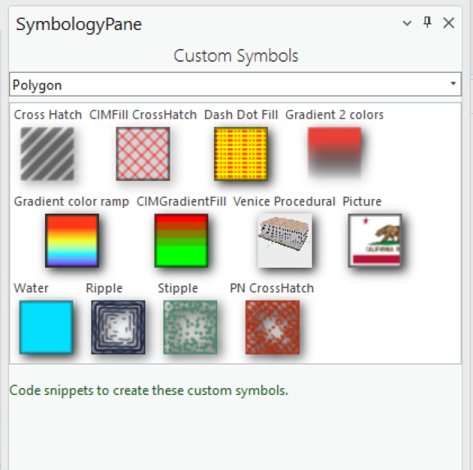 SymbologyPane
Custom Symbols
Polygon
Cross Hatch CIMFill CrossHatch Dash Dot Fill Gradient 2 colors
Gradient color ramp CIMGradientFill Venice Procedural Picture
Water Ripple Stipple PN CrossHatch
Code snippets to create these custom symbols.